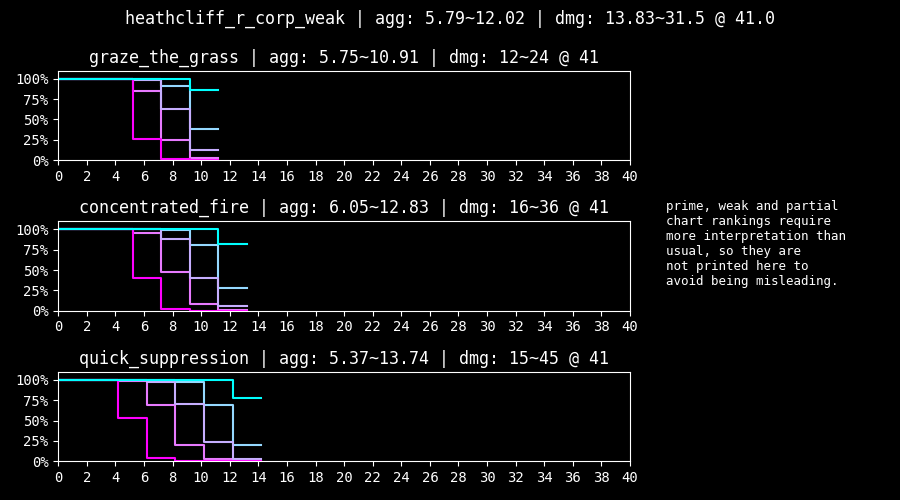 heathcliff_r_corp_weak | agg: 5.79~12.02 | dmg: 13.83~31.5 @ 41.0
graze_the_grass | agg: 5.75~10.91 | dmg: 12~24 @ 41
100%
75%
50%
25%
0%
0 2 4 6 8 10 12 14 16 18 20 22 24 26 28 30 32 34 36 38 40
concentrated_fire | agg: 6.05~12.83 | dmg: 16~36 @ 41
100%
75%
50%
25%
0%
0 2 4 6 8 10 12 14 16 18 20 22 24 26 28 30 32 34 36 38 40
prime, weak and partial
chart rankings require
more interpretation than
usual, so they are
not printed here to
avoid being misleading.
quick_suppression | agg: 5.37~13.74 | dmg: 15~45 @ 41
100%
75%
50%
25%
0%
0 2 4 6 8 10 12 14 16 18 20 22 24 26 28 30 32 34 36 38 40